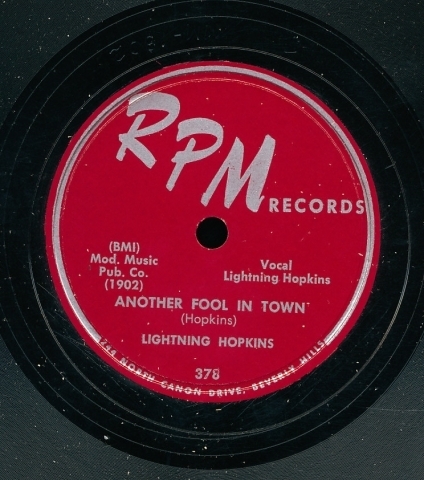 RPM
RECORDS
(BMI)
Mod. Music
Pub. Co.
(1902)
Vocal
Lightning Hopkins
ANOTHER FOOL IN TOWN
(Hopkins)
LIGHTNING HOPKINS
378
NORTH CANON DRIVE, BEVERLY HILLS